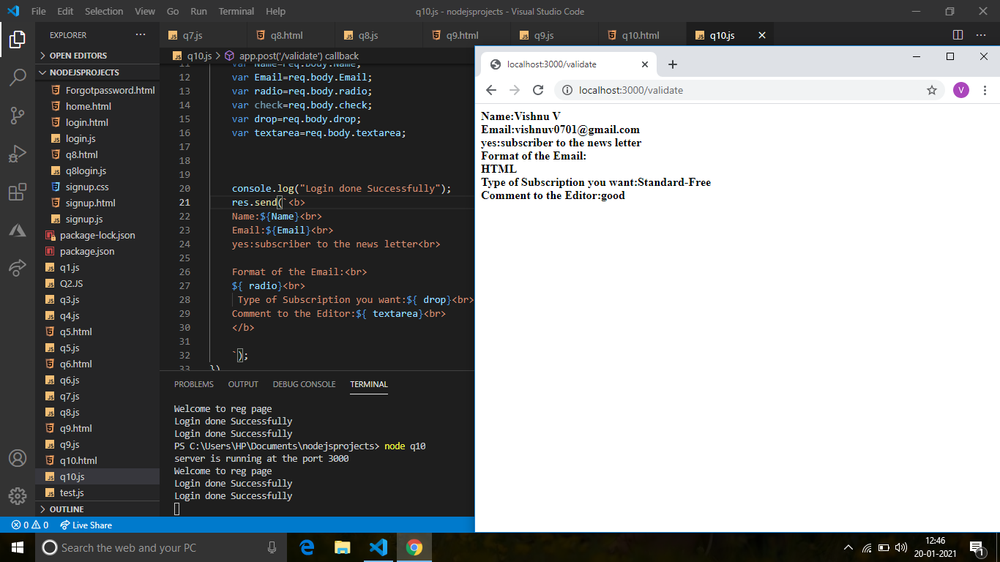 File Edit Selection View Go Run Terminal Help q10.js - nodejsprojects - Visual Studio Code
EXPLORER ···
q7.js q8.html q8.js q9.html q9.js q10.html q10.js
OPEN EDITORS
NODEJSPROJECTS
Forgotpassword.html
home.html
login.html
login.js
q8.html
q8login.js
signup.css
signup.html
signup.js
package-lock.json
package.json
q1.js
Q2.JS
q3.js
q4.js
q5.html
q5.js
q6.html
q6.js
q7.js
q8.js
q9.html
q9.js
q10.html
q10.js
test.js
OUTLINE
q10.js > app.post('/validate') callback
11 var Name=req.body.Name;
12 var Email=req.body.Email;
13 var radio=req.body.radio;
14 var check=req.body.check;
15 var drop=req.body.drop;
16 var textarea=req.body.textarea;
17
18
19
20 console.log("Login done Successfully");
21 res.send(`<b>
22 Name:${Name}<br>
23 Email:${Email}<br>
24 yes:subscriber to the news letter<br>
25
26 Format of the Email:<br>
27 ${ radio}<br>
28 Type of Subscription you want:${ drop}<br>
29 Comment to the Editor:${ textarea}<br>
30 </b>
31
32 `);
33 })
PROBLEMS OUTPUT DEBUG CONSOLE TERMINAL
Welcome to reg page
Login done Successfully
Login done Successfully
PS C:\Users\HP\Documents\nodejsprojects> node q10
server is running at the port 3000
Welcome to reg page
Login done Successfully
Login done Successfully
0 0 Live Share
localhost:3000/validate
localhost:3000/validate
V
Name:Vishnu V
Email:vishnuv0701@gmail.com
yes:subscriber to the news letter
Format of the Email:
HTML
Type of Subscription you want:Standard-Free
Comment to the Editor:good
Search the web and your PC
12:46
20-01-2021
1